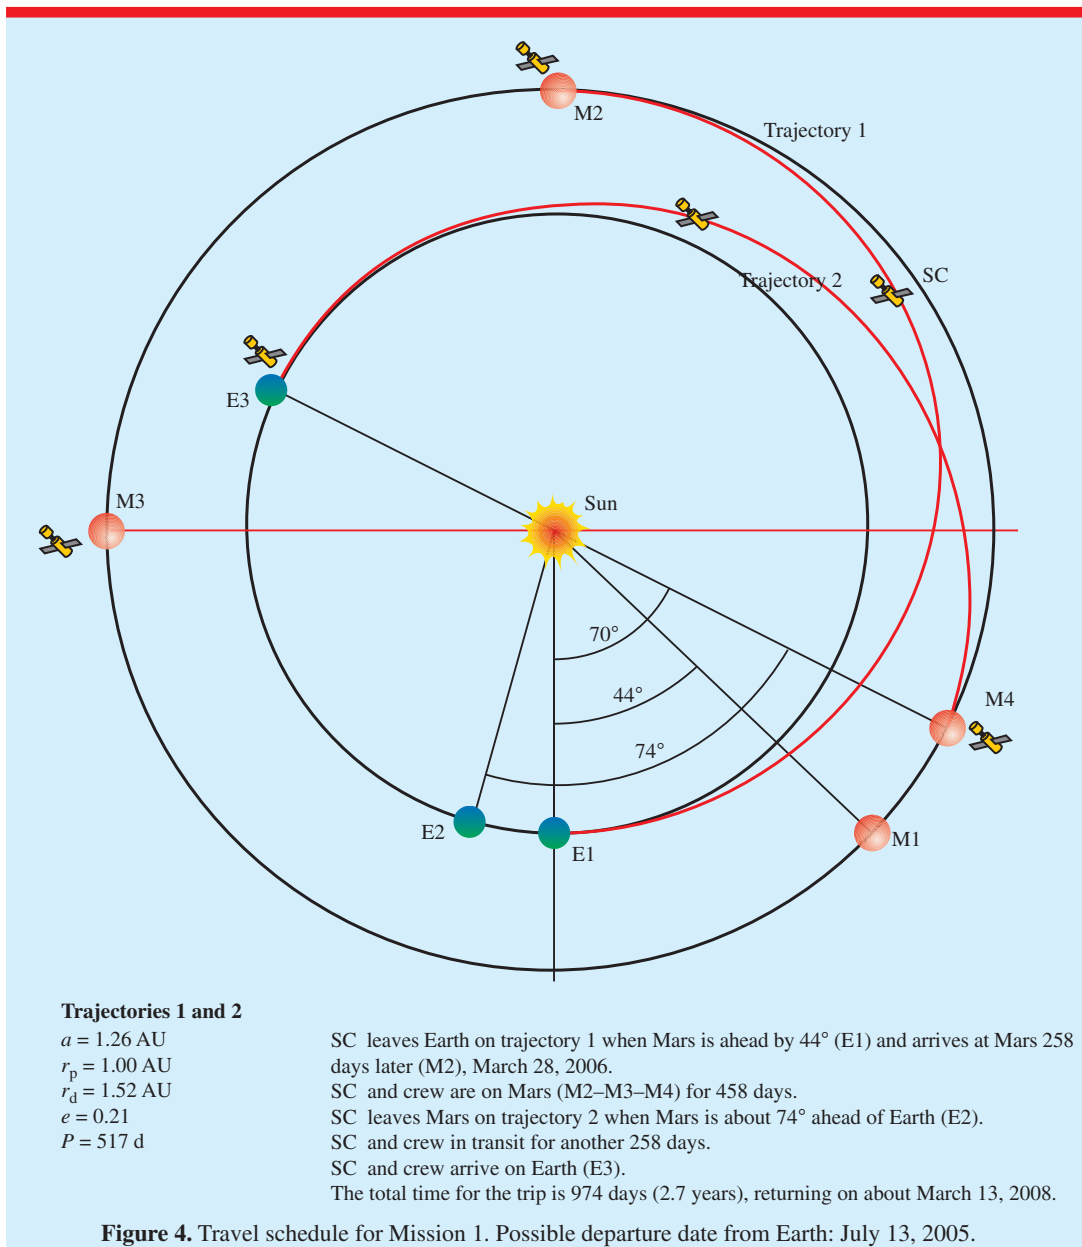 M2
Trajectory 1
SC
Trajectory 2
E3
M3
Sun
70°
44°
M4
74°
E2
E1
M1
Trajectories 1 and 2
a = 1.26 AU
rp = 1.00 AU
rd = 1.52 AU
e = 0.21
P = 517 d
SC leaves Earth on trajectory 1 when Mars is ahead by 44° (E1) and arrives at Mars 258
days later (M2), March 28, 2006.
SC and crew are on Mars (M2–M3–M4) for 458 days.
SC leaves Mars on trajectory 2 when Mars is about 74° ahead of Earth (E2).
SC and crew in transit for another 258 days.
SC and crew arrive on Earth (E3).
The total time for the trip is 974 days (2.7 years), returning on about March 13, 2008.
Figure 4. Travel schedule for Mission 1. Possible departure date from Earth: July 13, 2005.